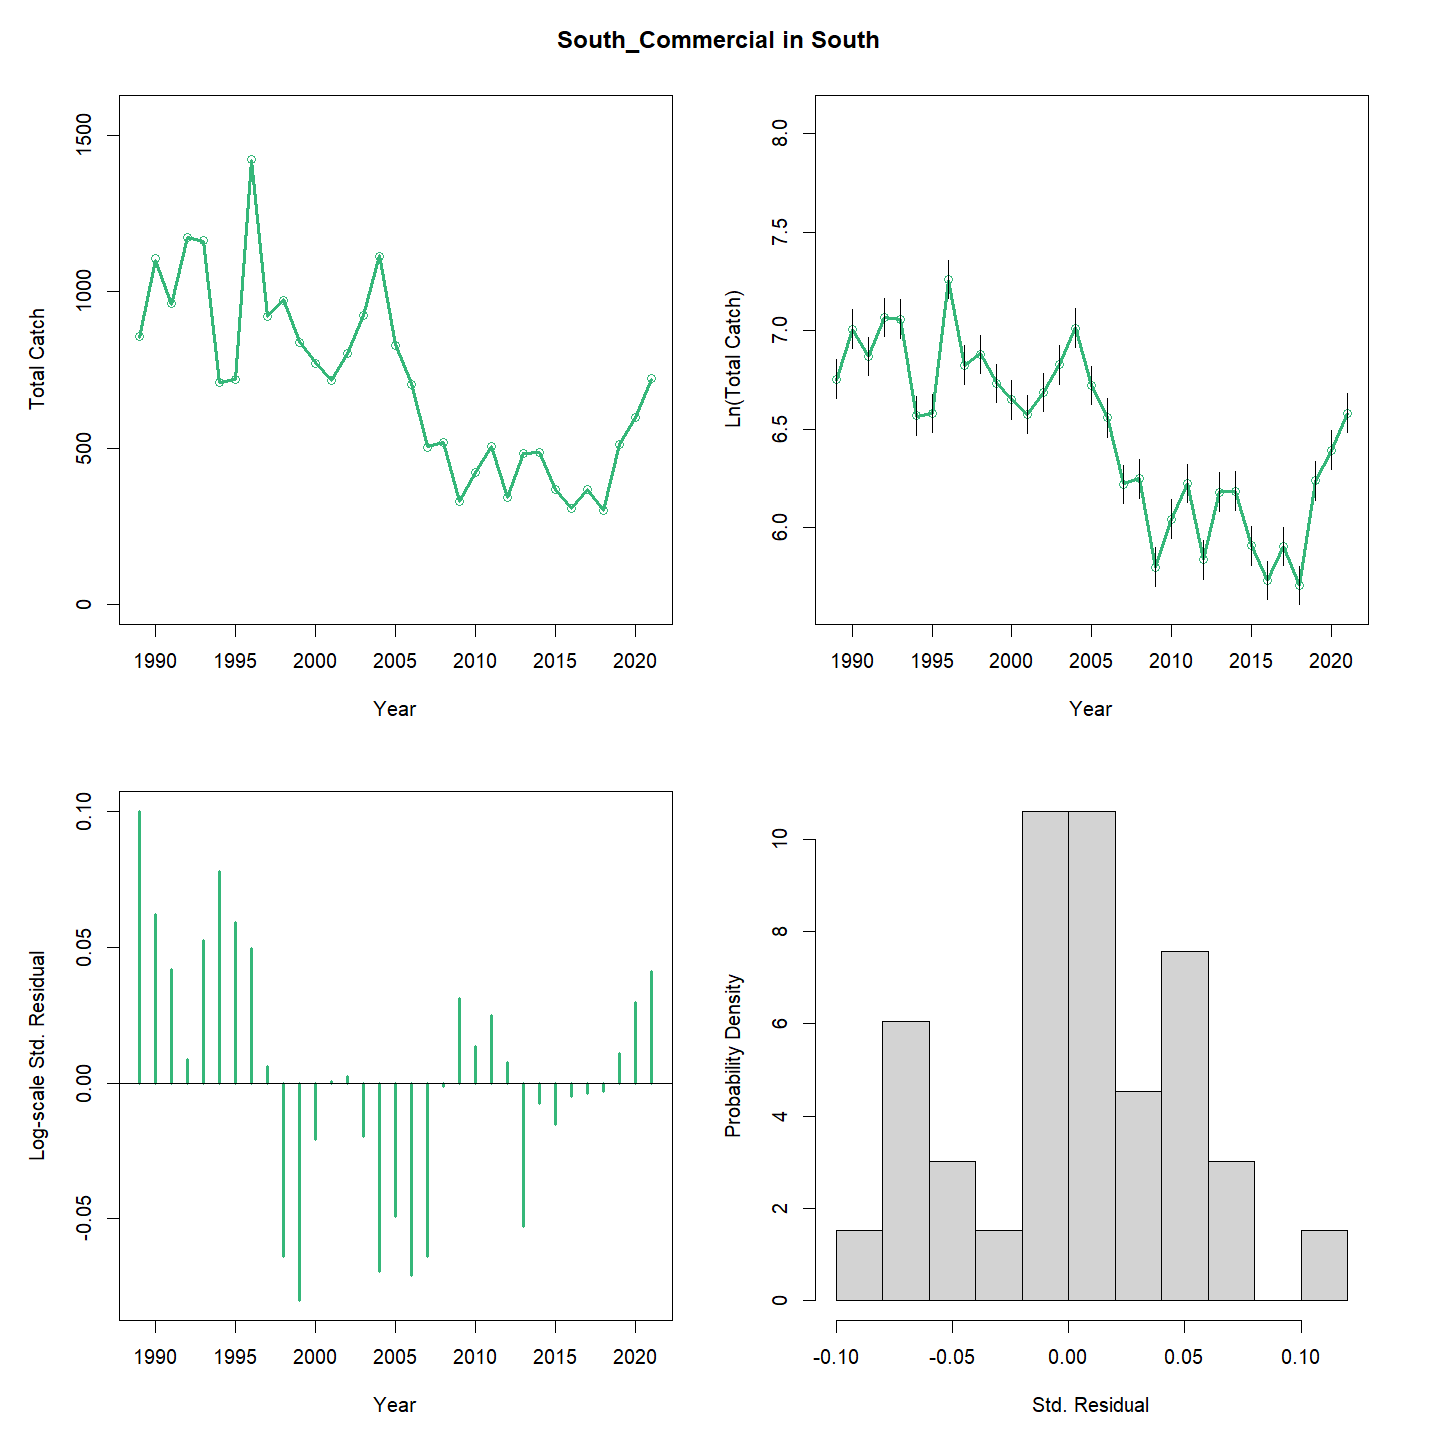 South_Commercial in South
Total Catch
1500
1000
500
0
1990 1995 2000 2005 2010 2015 2020
Year
Ln(Total Catch)
8.0
7.5
7.0
6.5
6.0
1990 1995 2000 2005 2010 2015 2020
Year
Log-scale Std. Residual
0.10
0.05
0.00
-0.05
1990 1995 2000 2005 2010 2015 2020
Year
Probability Density
10
8
6
4
2
0
-0.10 -0.05 0.00 0.05 0.10
Std. Residual